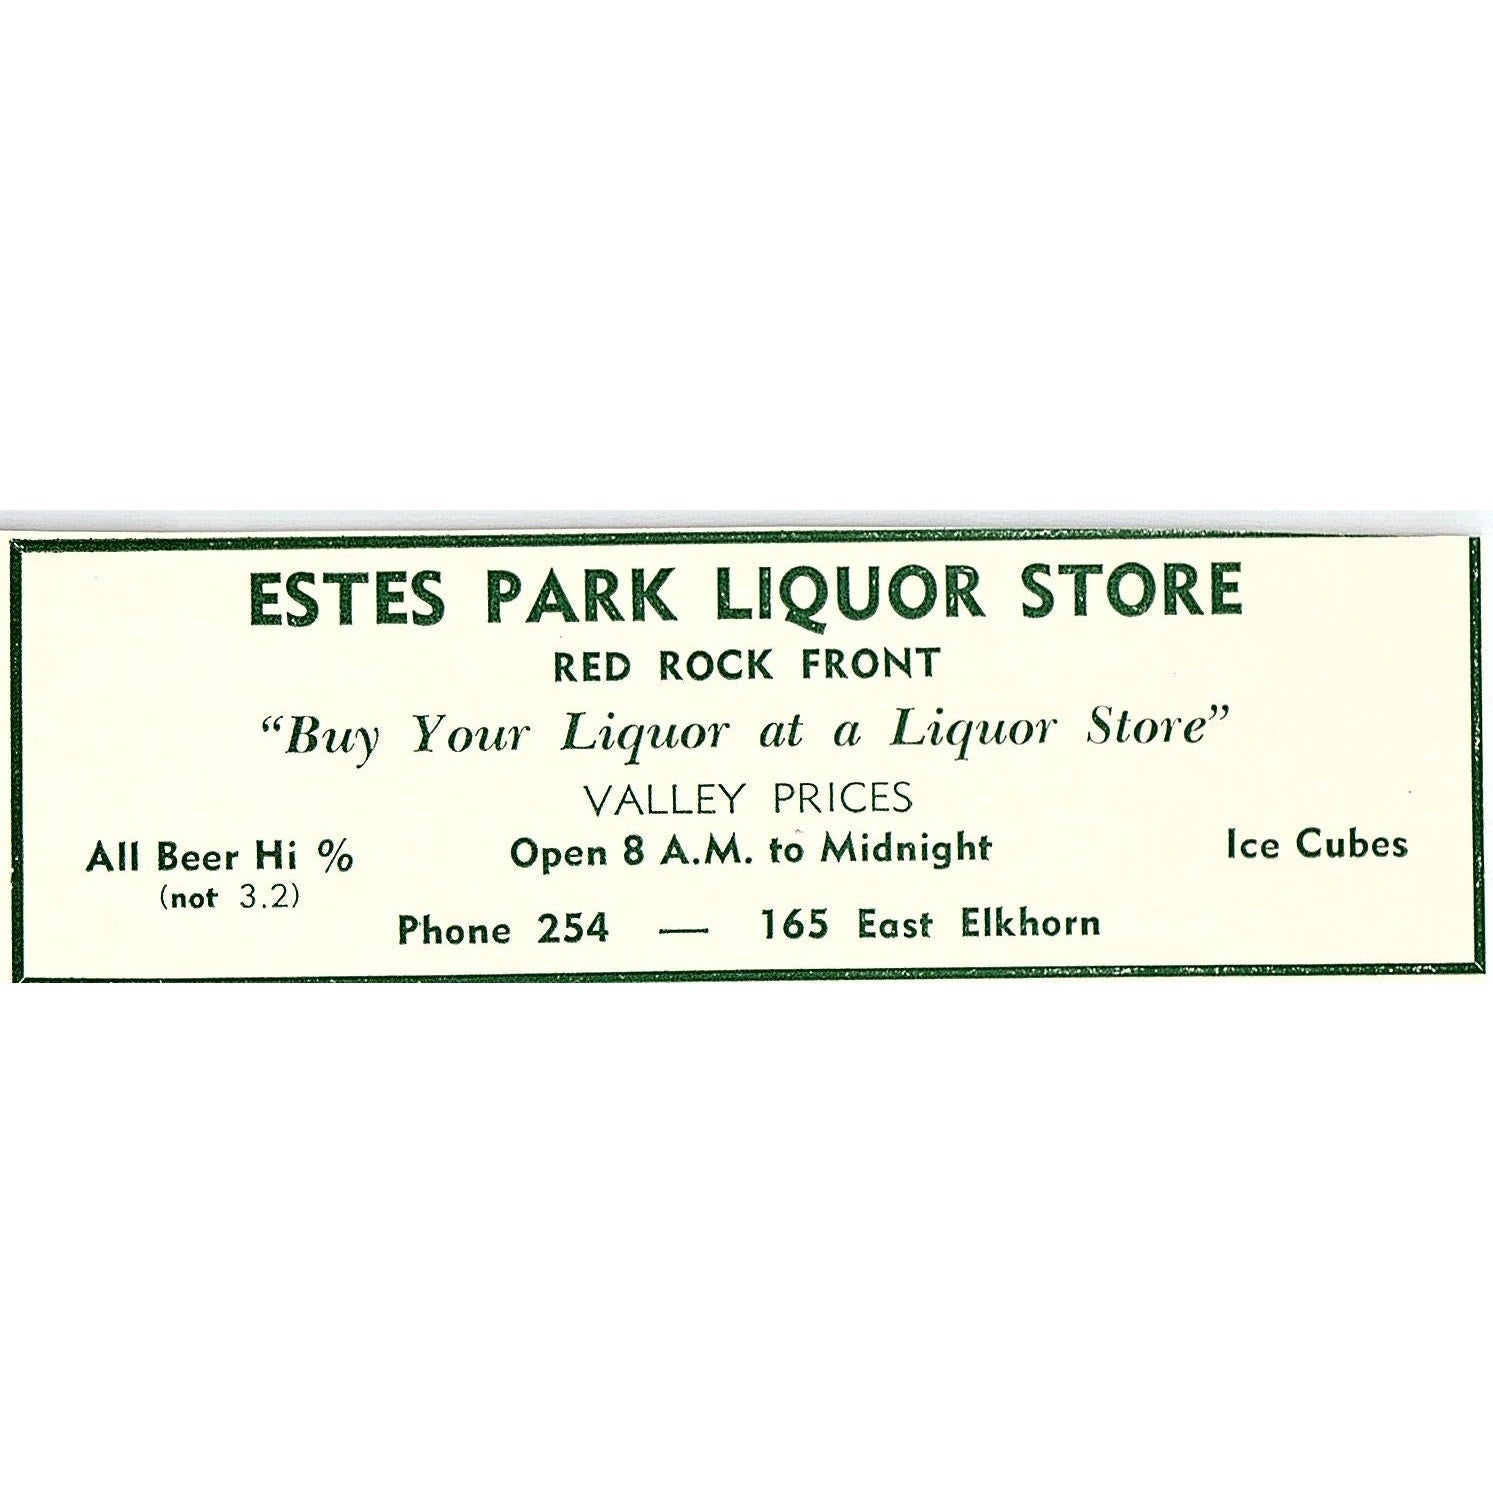 ESTES PARK LIQUOR STORE
RED ROCK FRONT
“Buy Your Liquor at a Liquor Store”
VALLEY PRICES
All Beer Hi % Open 8 A.M. to Midnight Ice Cubes
(not 3.2)
Phone 254 — 165 East Elkhorn